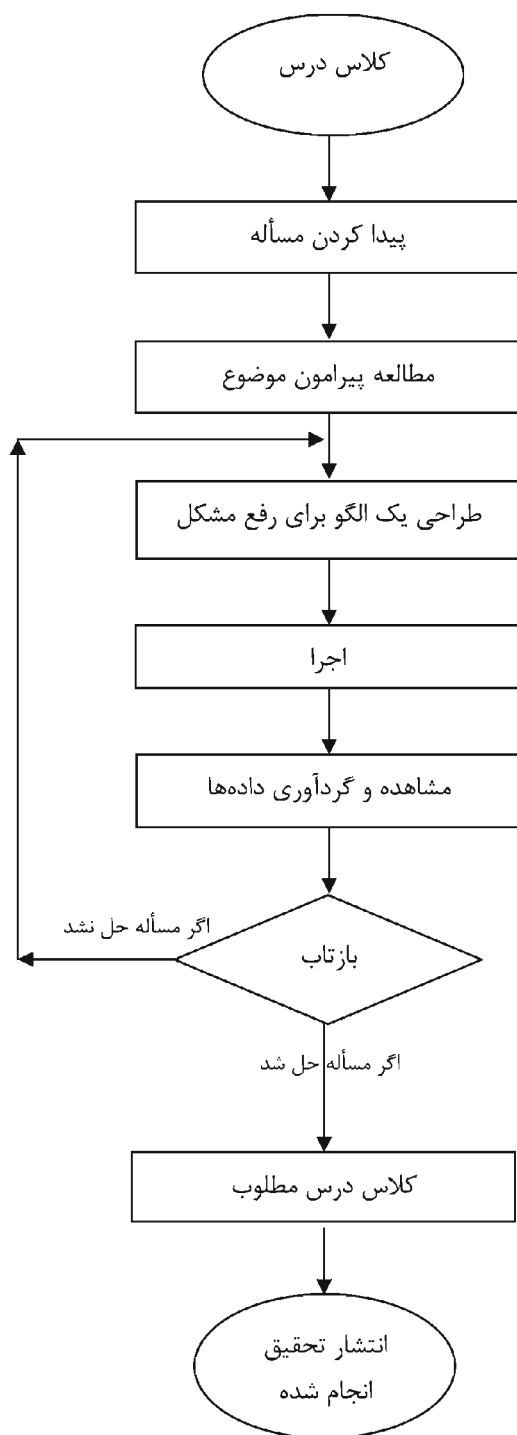 کلاس درس
پیدا کردن مسأله
مطالعه پیرامون موضوع
طراحی یک الگو برای رفع مشکل
اجرا
مشاهده و گردآوری داده‌ها
اگر مسأله حل نشد
بازتاب
اگر مسأله حل شد
کلاس درس مطلوب
انتشار تحقیق
انجام شده